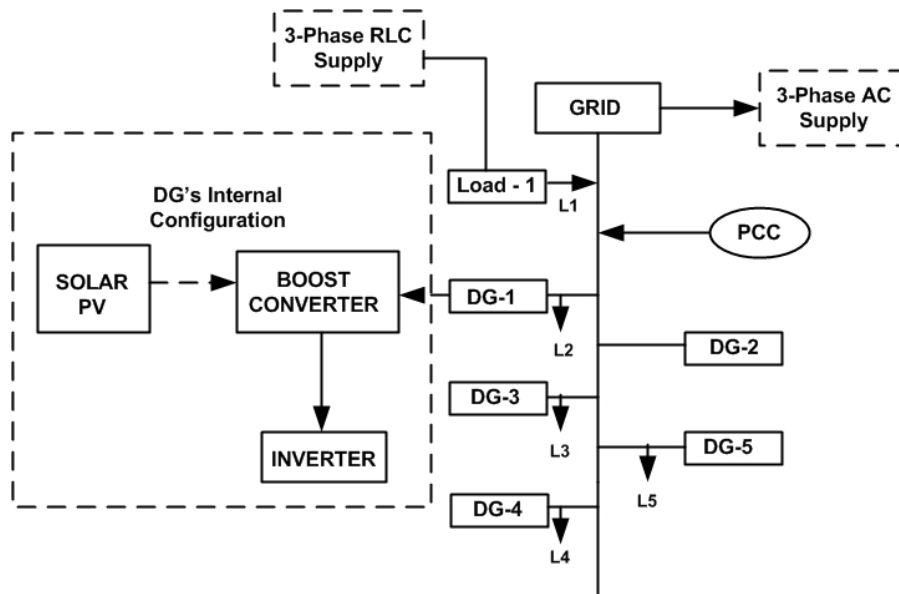 3-Phase RLC
Supply
GRID
3-Phase AC
Supply
Load - 1
L1
DG's Internal
Configuration
PCC
SOLAR
PV
BOOST
CONVERTER
DG-1
L2
DG-2
DG-3
L3
DG-5
INVERTER
L5
DG-4
L4